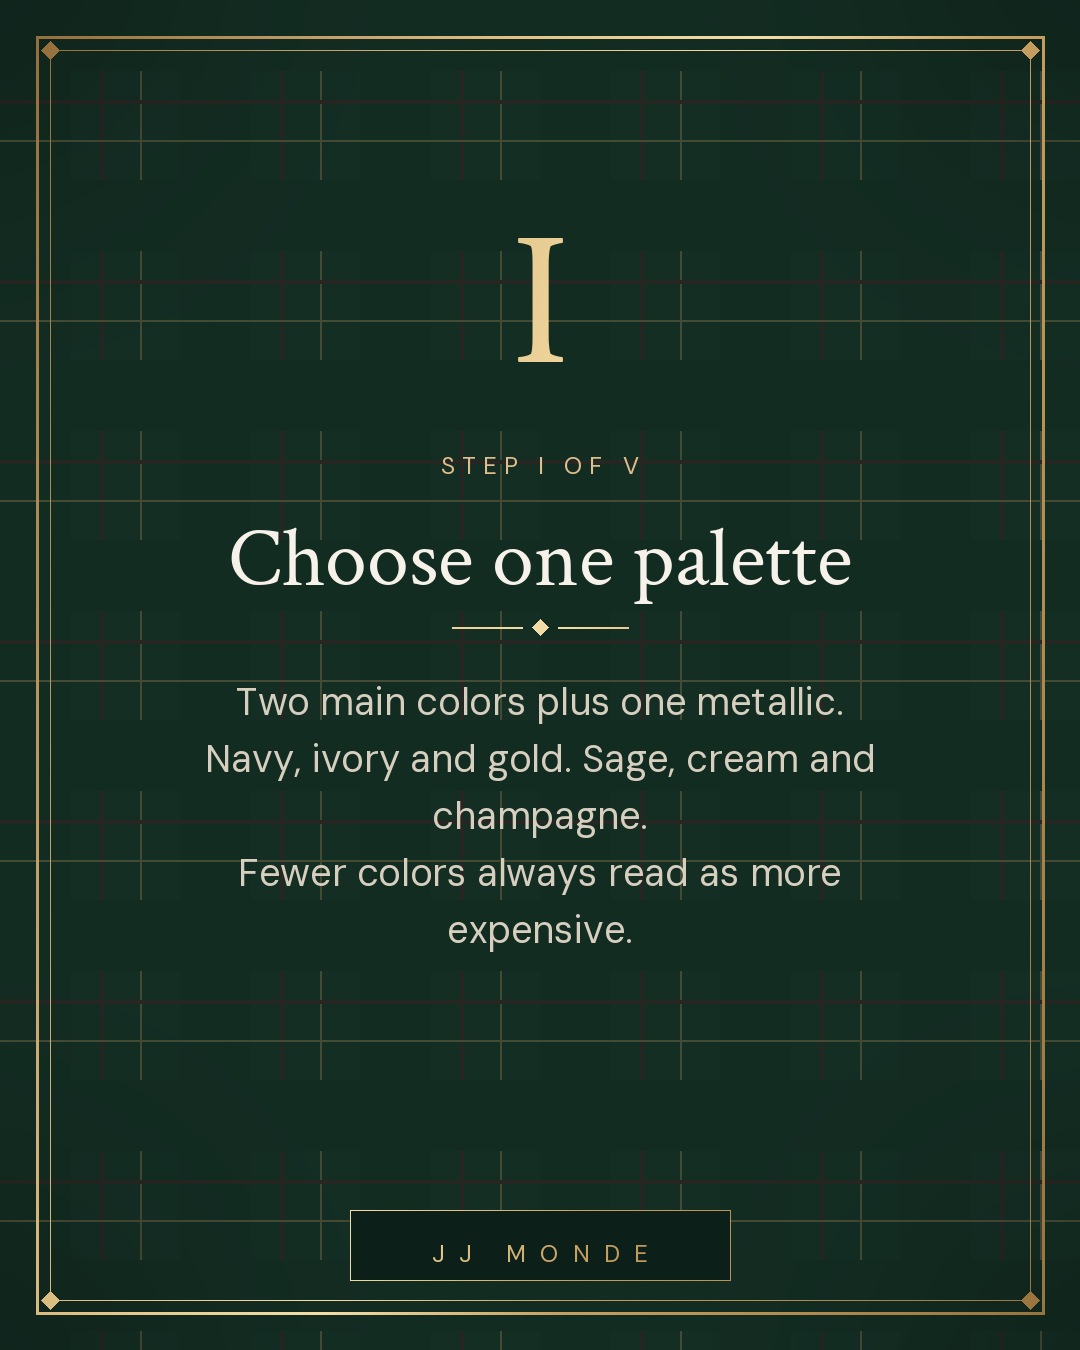 I
STEP I OF V
Choose one palette
Two main colors plus one metallic.
Navy, ivory and gold. Sage, cream and
champagne.
Fewer colors always read as more
expensive.
JJ MONDE